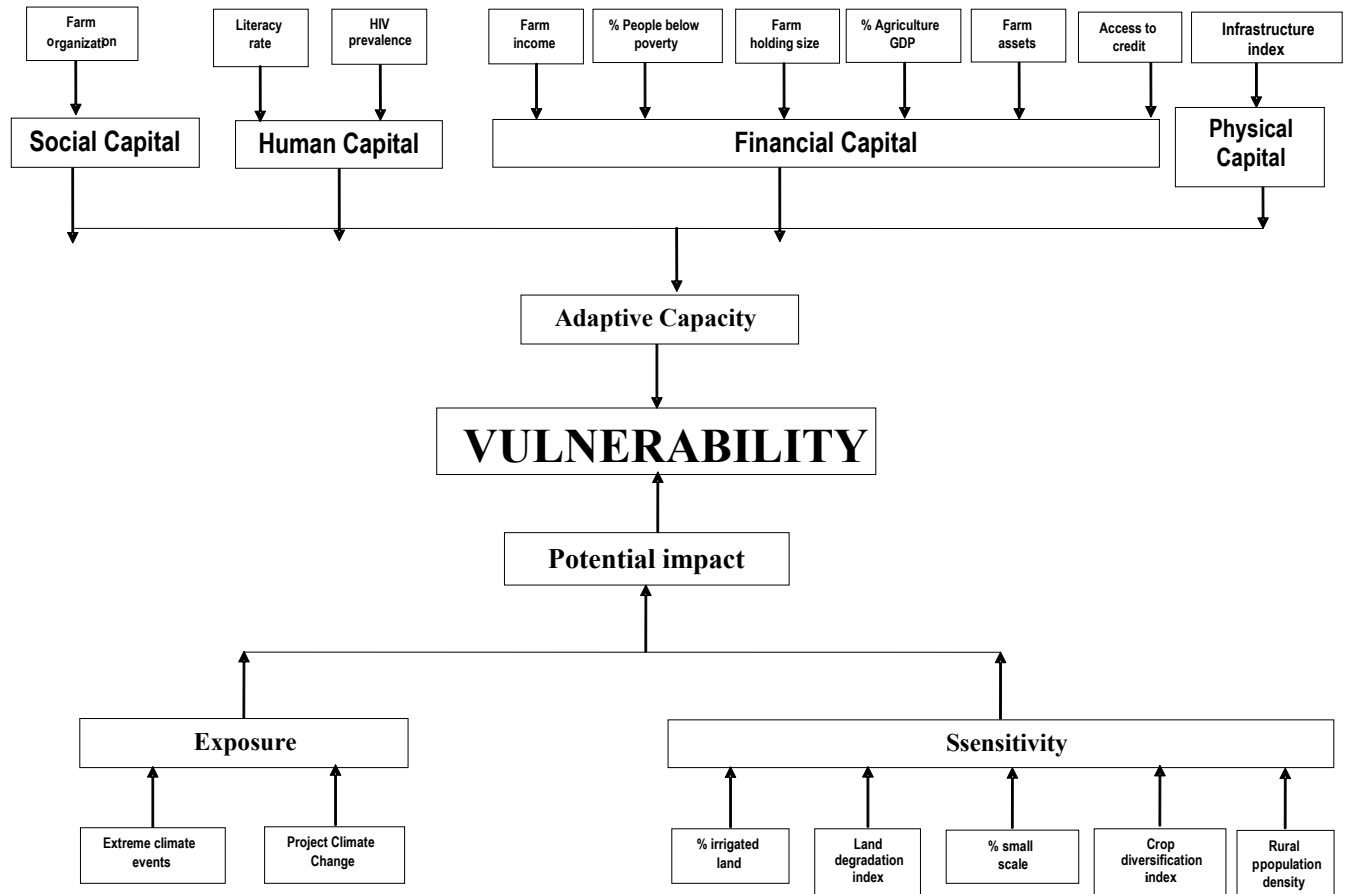 Farm
organization
Literacy
rate
HIV
prevalence
Farm
income
% People below
poverty
Farm
holding size
% Agriculture
GDP
Farm
assets
Access to
credit
Infrastructure
index
Social Capital
Human Capital
Financial Capital
Physical
Capital
Adaptive Capacity
VULNERABILITY
Potential impact
Exposure
Ssensitivity
Extreme climate
events
Project Climate
Change
% irrigated
land
Land
degradation
index
% small
scale
Crop
diversification
index
Rural
ppopulation
density